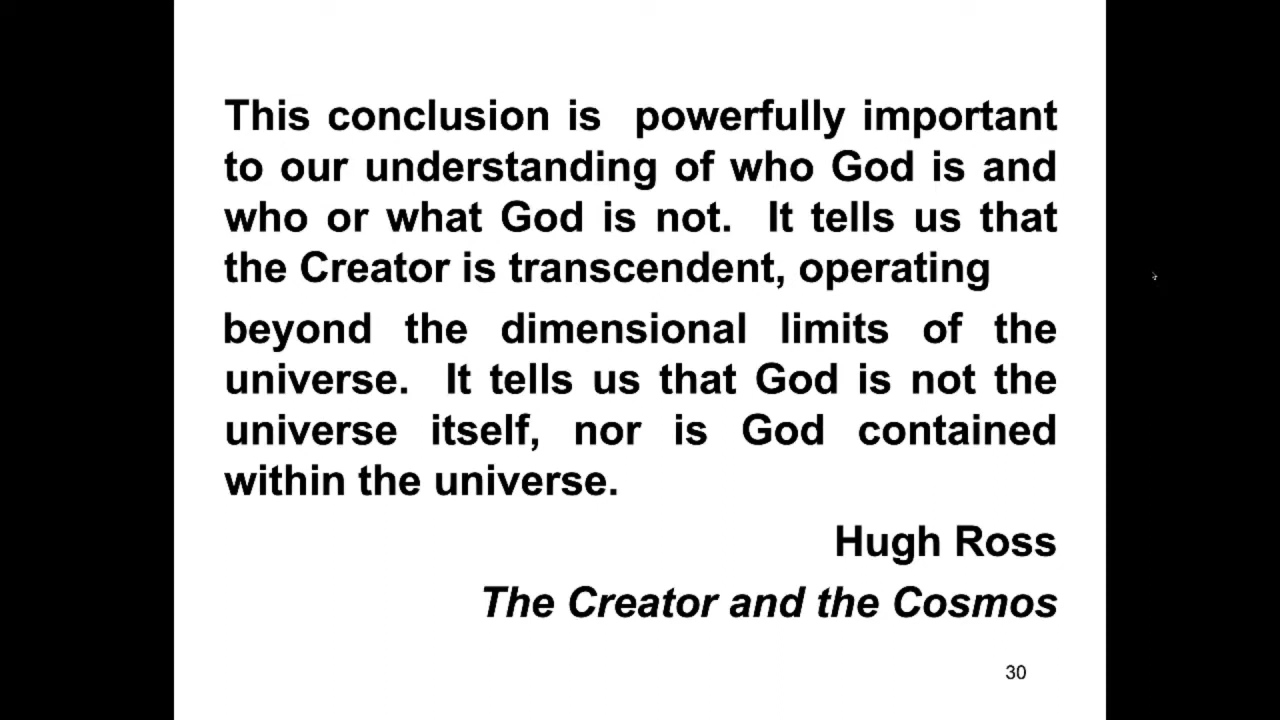 This conclusion is powerfully important
to our understanding of who God is and
who or what God is not. It tells us that
the Creator is transcendent, operating
beyond the dimensional limits of the
universe. It tells us that God is not the
universe itself, nor is God contained
within the universe.
Hugh Ross
The Creator and the Cosmos
30